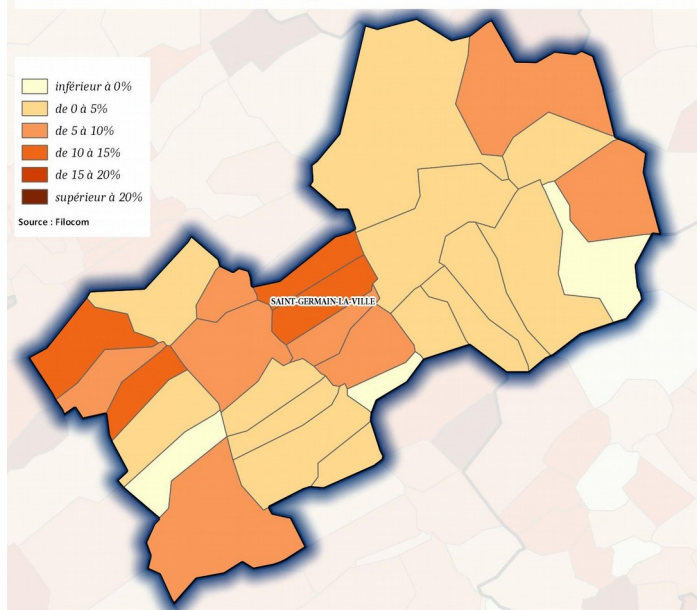 inférieur à 0%
de 0 à 5%
de 5 à 10%
de 10 à 15%
de 15 à 20%
supérieur à 20%
Source : Filocom
SAINT-GERMAIN-LA-VILLE